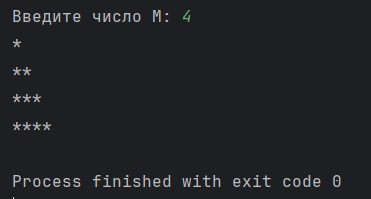 Введите число M: 4
*
**
***
****
Process finished with exit code 0